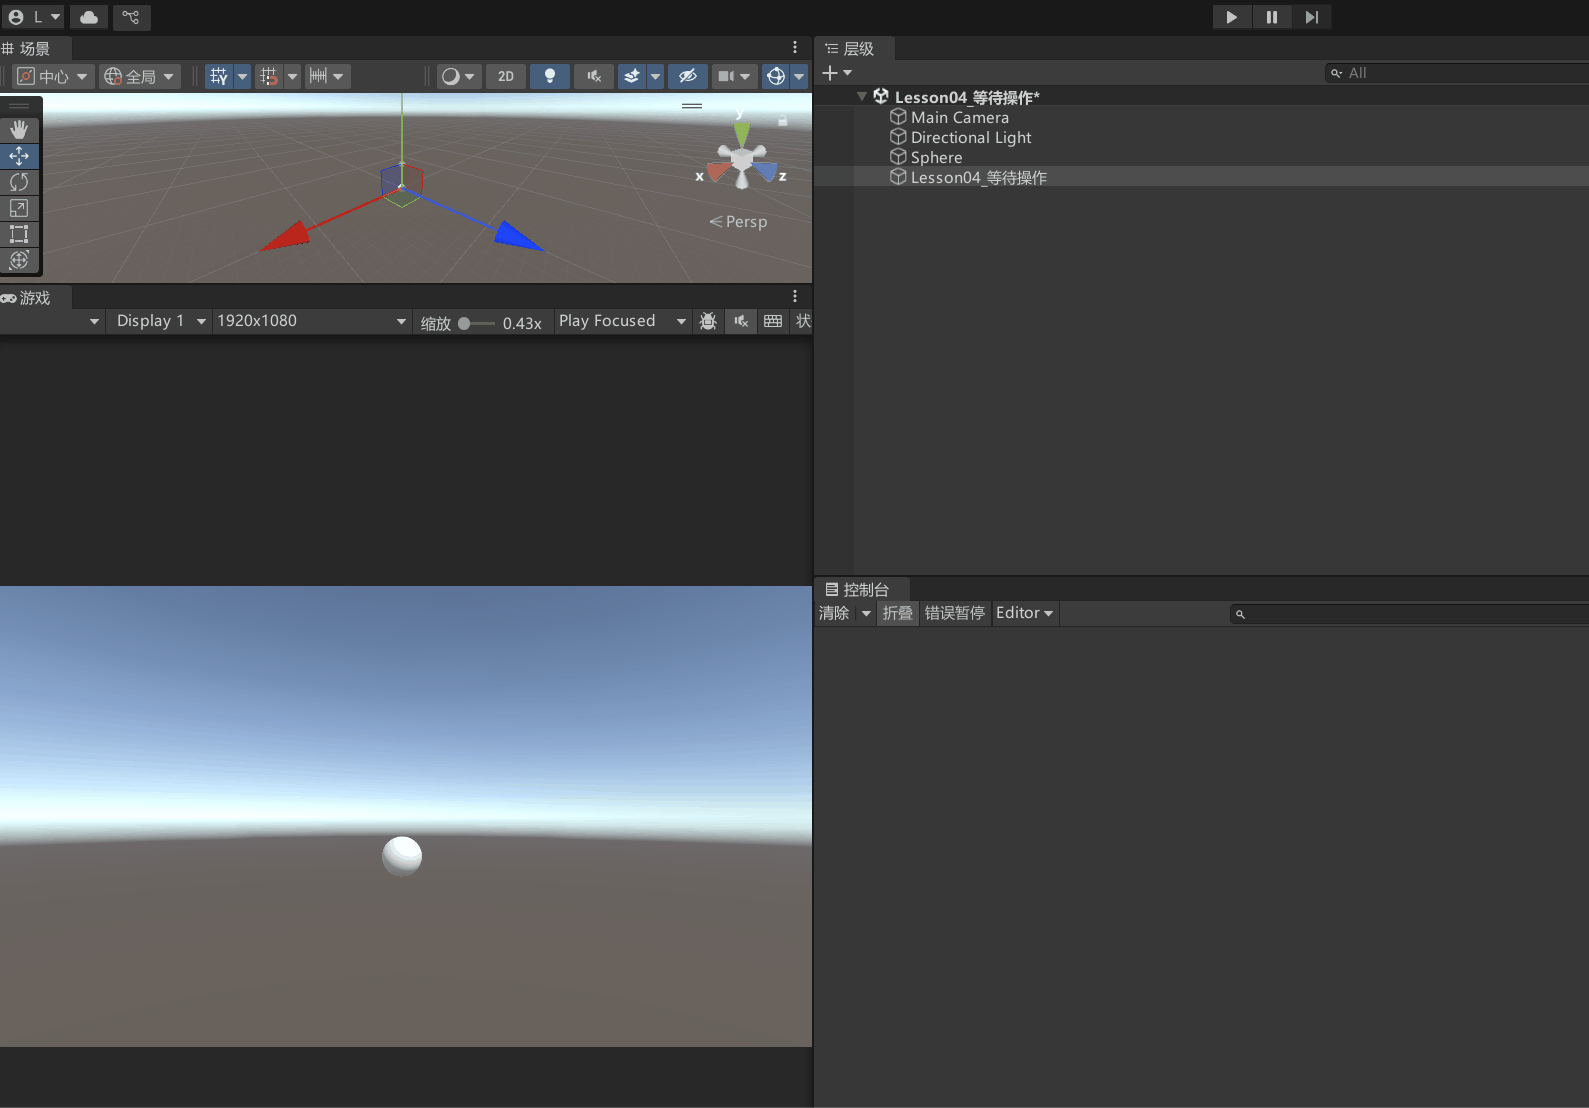 L
场景
中心 全局 2D
y
x z
Persp
游戏
Display 1 1920x1080 缩放 0.43x Play Focused 状
层级
All
Lesson04_等待操作*
Main Camera
Directional Light
Sphere
Lesson04_等待操作
控制台
清除 折叠 错误暂停 Editor